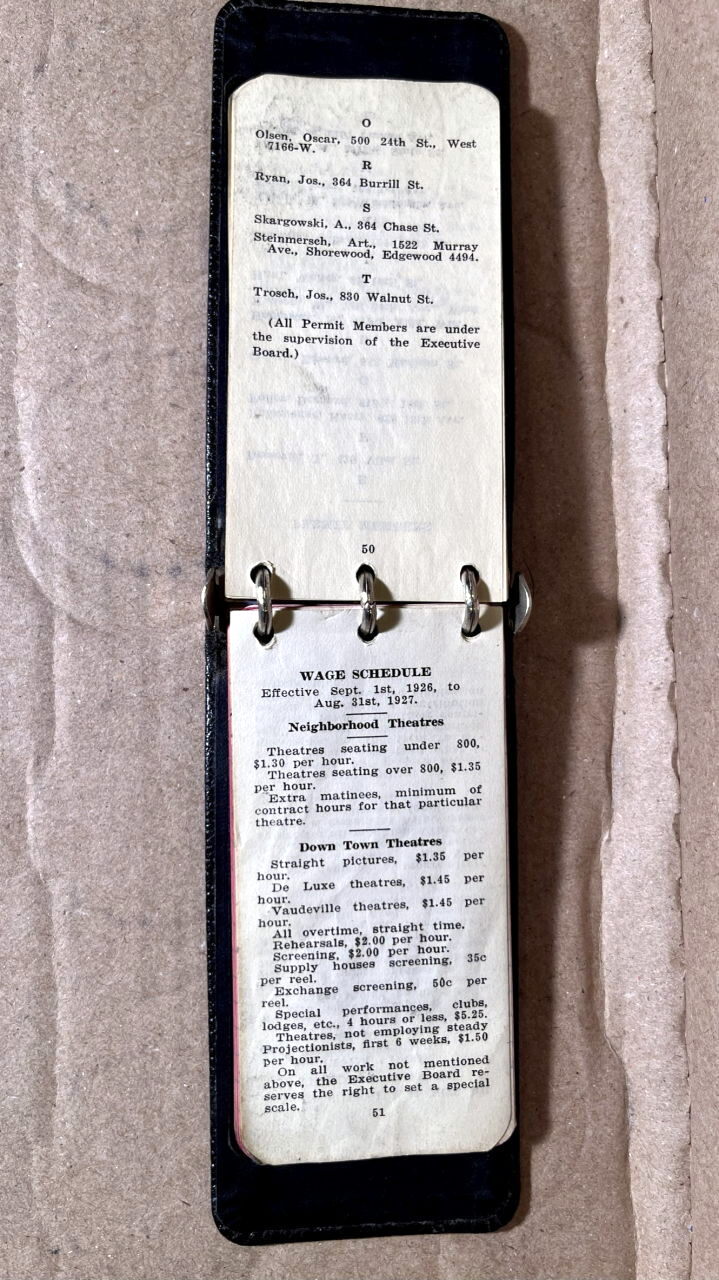 O
Olsen, Oscar, 500 24th St., West
7166-W.
R
Ryan, Jos., 364 Burrill St.
S
Skargowski, A., 364 Chase St.
Steinmersch, Art., 1522 Murray
Ave., Shorewood, Edgewood 4494.
T
Trosch, Jos., 830 Walnut St.
(All Permit Members are under
the supervision of the Executive
Board.)
50
WAGE SCHEDULE
Effective Sept. 1st, 1926, to
Aug. 31st, 1927.
Neighborhood Theatres
Theatres seating under 800,
$1.30 per hour.
Theatres seating over 800, $1.35
per hour.
Extra matinees, minimum of
contract hours for that particular
theatre.
Down Town Theatres
Straight pictures, $1.35 per
hour.
De Luxe theatres, $1.45 per
hour.
Vaudeville theatres, $1.45 per
hour.
All overtime, straight time.
Rehearsals, $2.00 per hour.
Screening, $2.00 per hour.
Supply houses screening, 35c
per reel.
Exchange screening, 50c per
reel.
Special performances, clubs,
lodges, etc., 4 hours or less, $5.25.
Theatres, not employing steady
Projectionists, first 6 weeks, $1.50
per hour.
On all work not mentioned
above, the Executive Board re-
serves the right to set a special
scale.
51